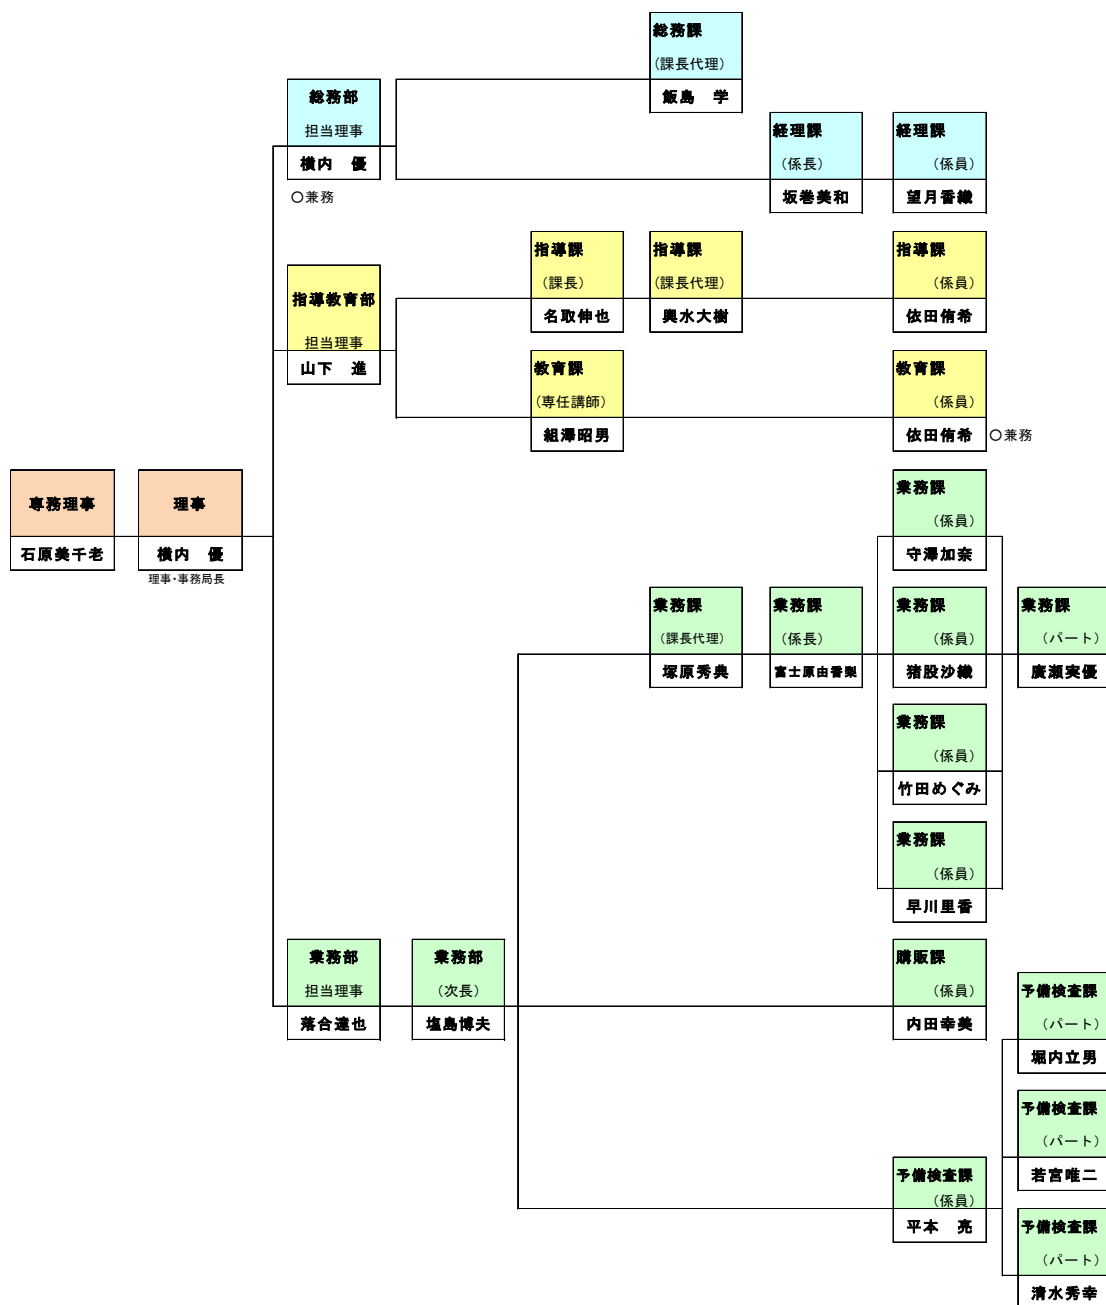 総務課
(課長代理)
飯島　学
総務部
担当理事
横内　優
〇兼務
経理課
(係長)
坂巻美和
経理課
(係員)
望月香織
指導教育部
担当理事
山下　進
指導課
(課長)
名取伸也
指導課
(課長代理)
輿水大樹
指導課
(係員)
依田侑希
教育課
(専任講師)
組澤昭男
教育課
(係員)
依田侑希
〇兼務
専務理事
石原美千老
理事
横内　優
理事・事務局長
業務課
(係員)
守澤加奈
業務課
(課長代理)
塚原秀典
業務課
(係長)
富士原由香梨
業務課
(係員)
猪股沙織
業務課
(パート)
廣瀬実優
業務課
(係員)
竹田めぐみ
業務課
(係員)
早川里香
業務部
担当理事
落合達也
業務部
(次長)
塩島博夫
購販課
(係員)
内田幸美
予備検査課
(パート)
堀内立男
予備検査課
(パート)
若宮唯二
予備検査課
(係員)
平本　亮
予備検査課
(パート)
清水秀幸